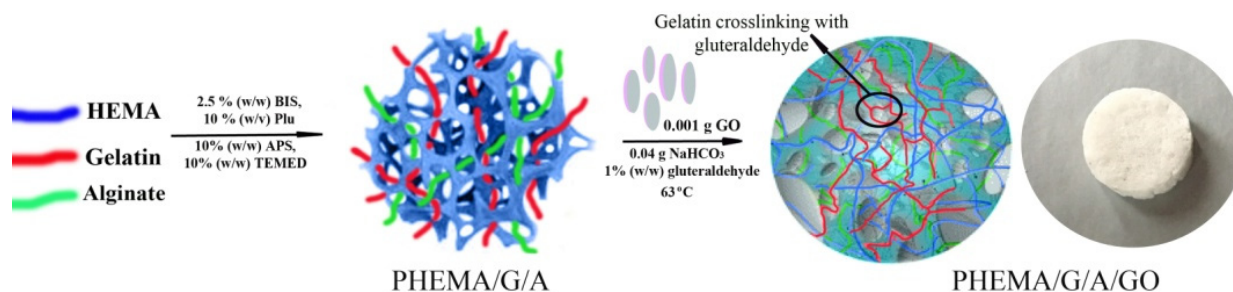 HEMA
Gelatin
Alginate
2.5 % (w/w) BIS,
10 % (w/v) Plu
10% (w/w) APS,
10% (w/w) TEMED
PHEMA/G/A
0.001 g GO
0.04 g NaHCO₃
1% (w/w) gluteraldehyde
63°C
Gelatin crosslinking with
gluteraldehyde
PHEMA/G/A/GO